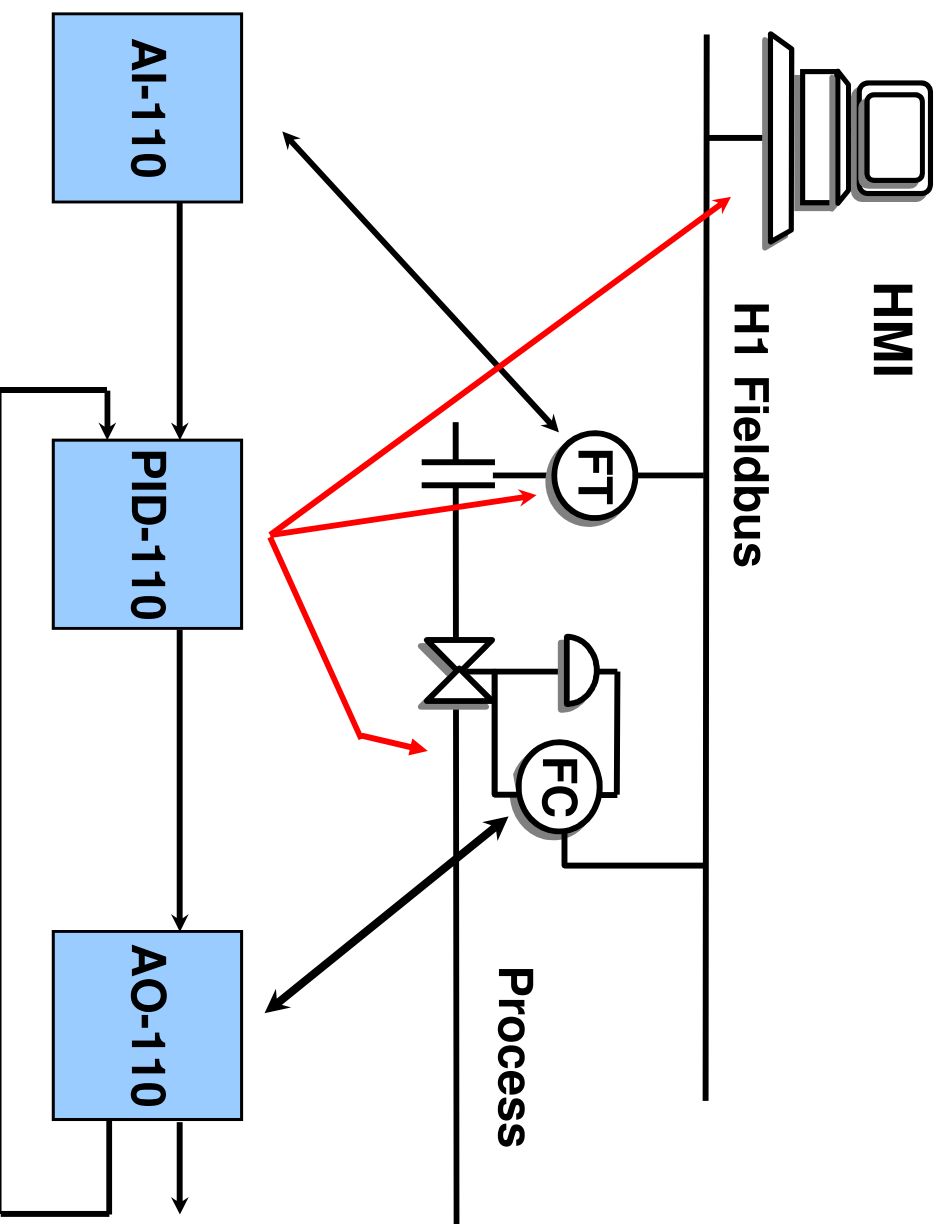 HMI
H1 Fieldbus
FT
FC
Process
AI-110
PID-110
AO-110